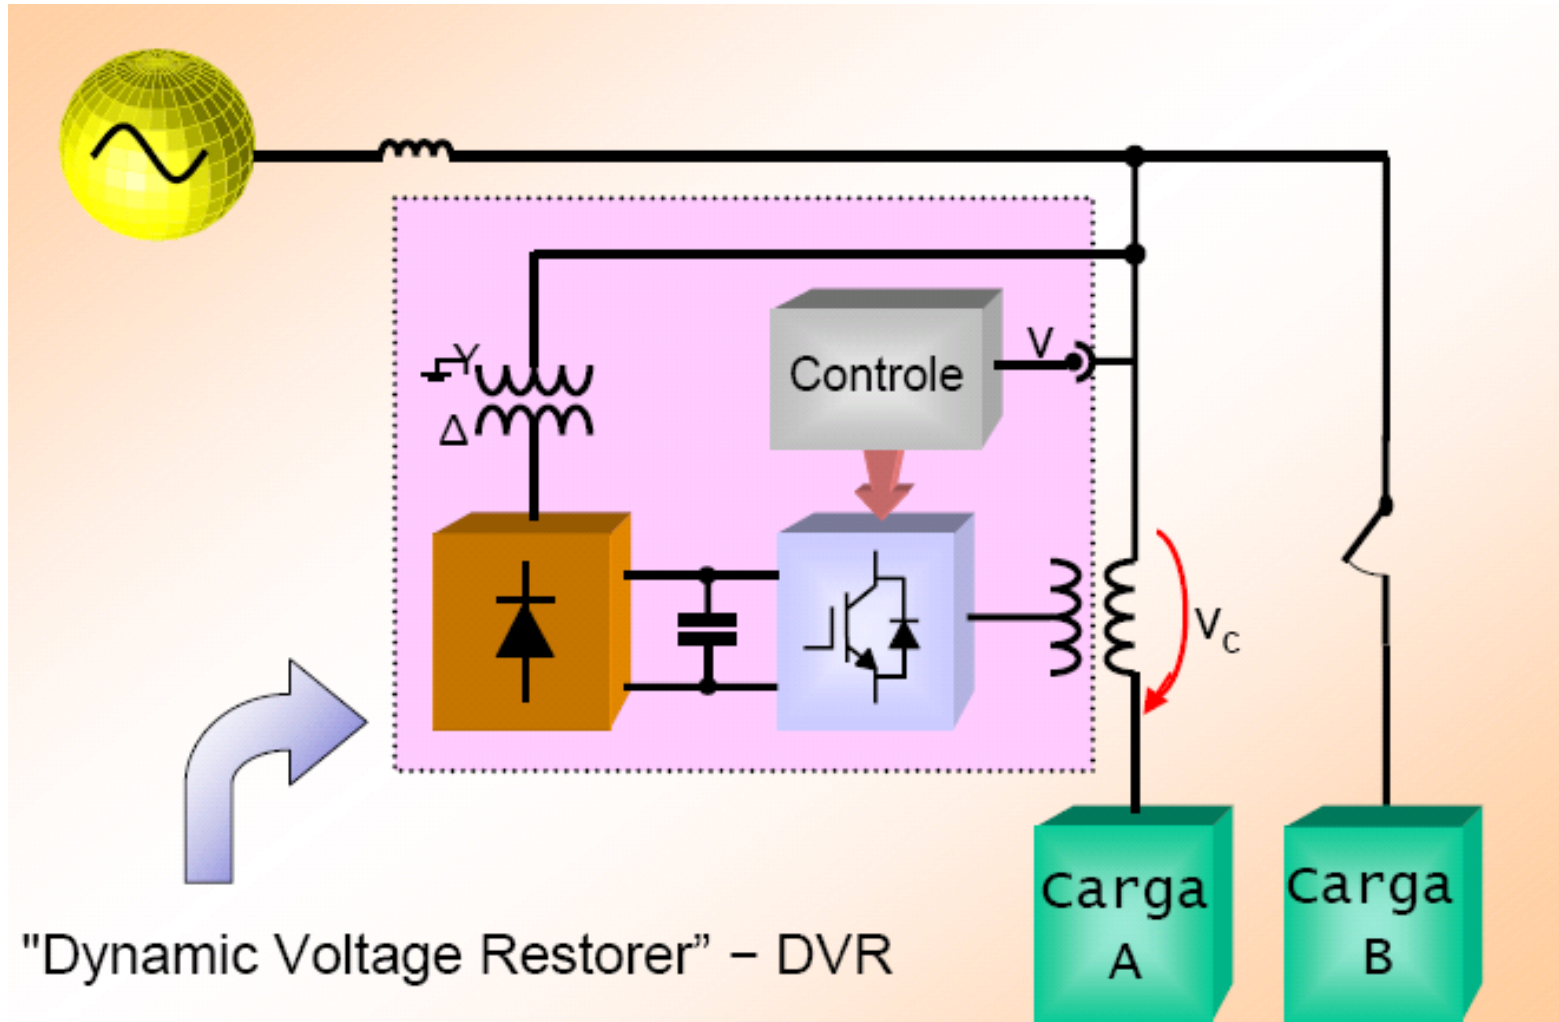 Y
Δ
Controle
V
Vc
Carga
A
Carga
B
"Dynamic Voltage Restorer” – DVR